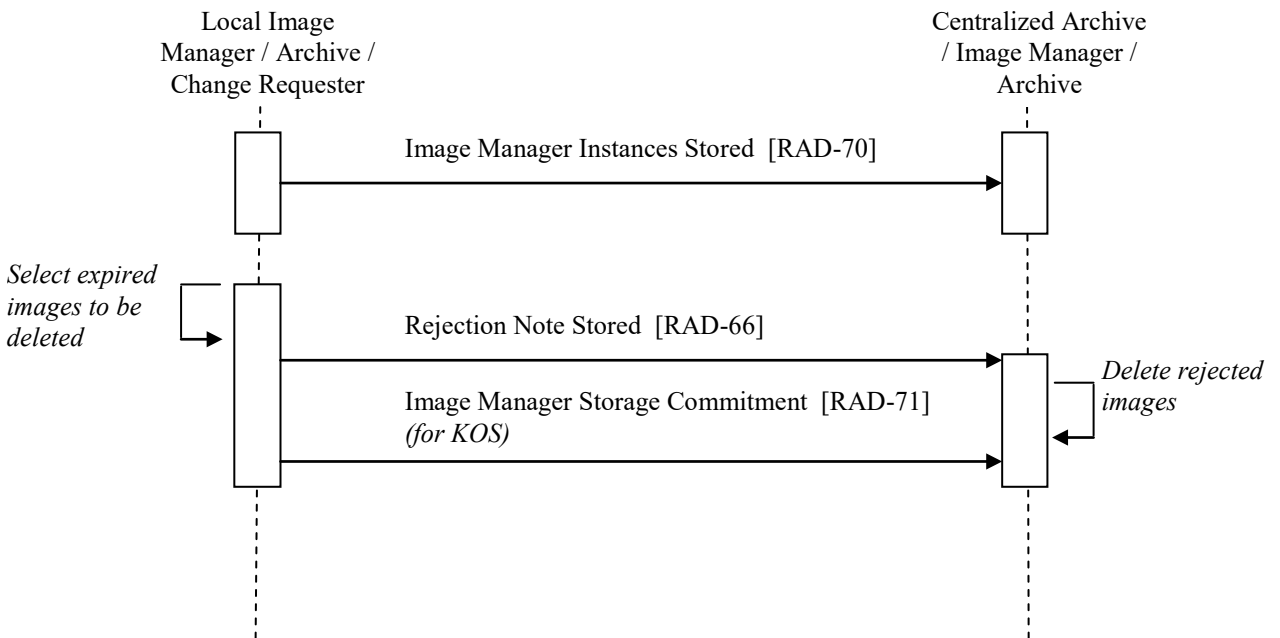 Local Image
Manager / Archive /
Change Requester
Centralized Archive
/ Image Manager /
Archive
Image Manager Instances Stored [RAD-70]
Select expired
images to be
deleted
Rejection Note Stored [RAD-66]
Delete rejected
images
Image Manager Storage Commitment [RAD-71]
(for KOS)